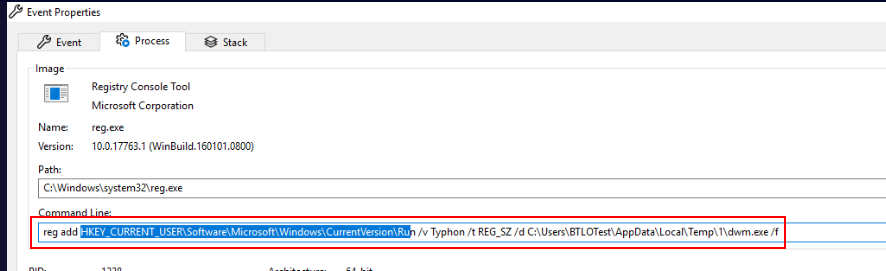 Event Properties
Event Process Stack
Image
Registry Console Tool
Microsoft Corporation
Name: reg.exe
Version: 10.0.17763.1 (WinBuild.160101.0800)
Path:
C:\Windows\system32\reg.exe
Command Line:
reg add HKEY_CURRENT_USER\Software\Microsoft\Windows\CurrentVersion\Run /v Typhon /t REG_SZ /d C:\Users\BTLOTest\AppData\Local\Temp\1\dwm.exe /f
PID: 1228 Architecture: 64-bit